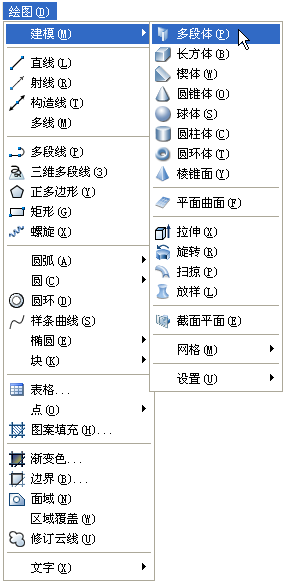 绘图(D)
建模(M)
直线(L)
射线(R)
构造线(T)
多线(M)
多段线(P)
三维多段线(3)
正多边形(Y)
矩形(G)
螺旋(X)
圆弧(A)
圆(C)
圆环(D)
样条曲线(S)
椭圆(E)
块(K)
表格...
点(O)
图案填充(H)...
渐变色...
边界(B)...
面域(N)
区域覆盖(W)
修订云线(U)
文字(X)
多段体(P)
长方体(B)
楔体(W)
圆锥体(O)
球体(S)
圆柱体(C)
圆环体(T)
棱锥面(Y)
平面曲面(F)
拉伸(X)
旋转(R)
扫掠(P)
放样(L)
截面平面(E)
网格(M)
设置(U)